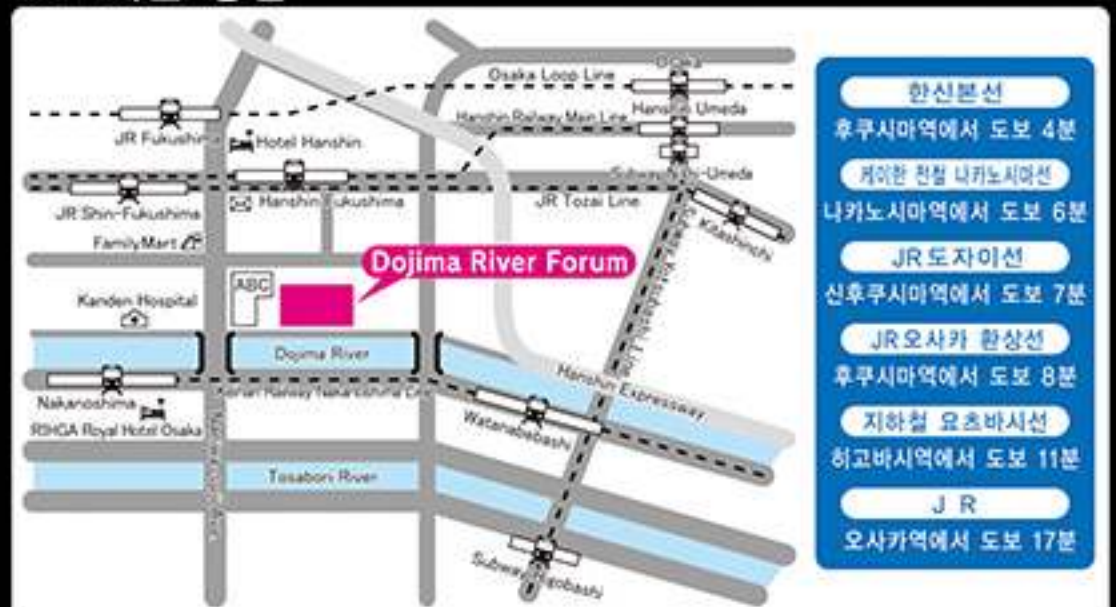 Osaka Loop Line
Hanshin Umeda
Hanshin Railway Main Line
JR Fukushima
Hotel Hanshin
JR Shin-Fukushima
Hanshin Fukushima
JR Tozai Line
Kitashinchi
FamilyMart
Dojima River Forum
ABC
Kanden Hospital
Dojima River
Hanshin Expressway
Nakanoshima
Watanabebashi
RIHGA Royal Hotel Osaka
Tosabori River
Subway Higobashi
한신본선
후쿠시마역에서 도보 4분
케이한 전철 나카노시마선
나카노시마역에서 도보 6분
JR도자이선
신후쿠시마역에서 도보 7분
JR오사카 환상선
후쿠시마역에서 도보 8분
지하철 요츠바시선
히고바시역에서 도보 11분
J R
오사카역에서 도보 17분